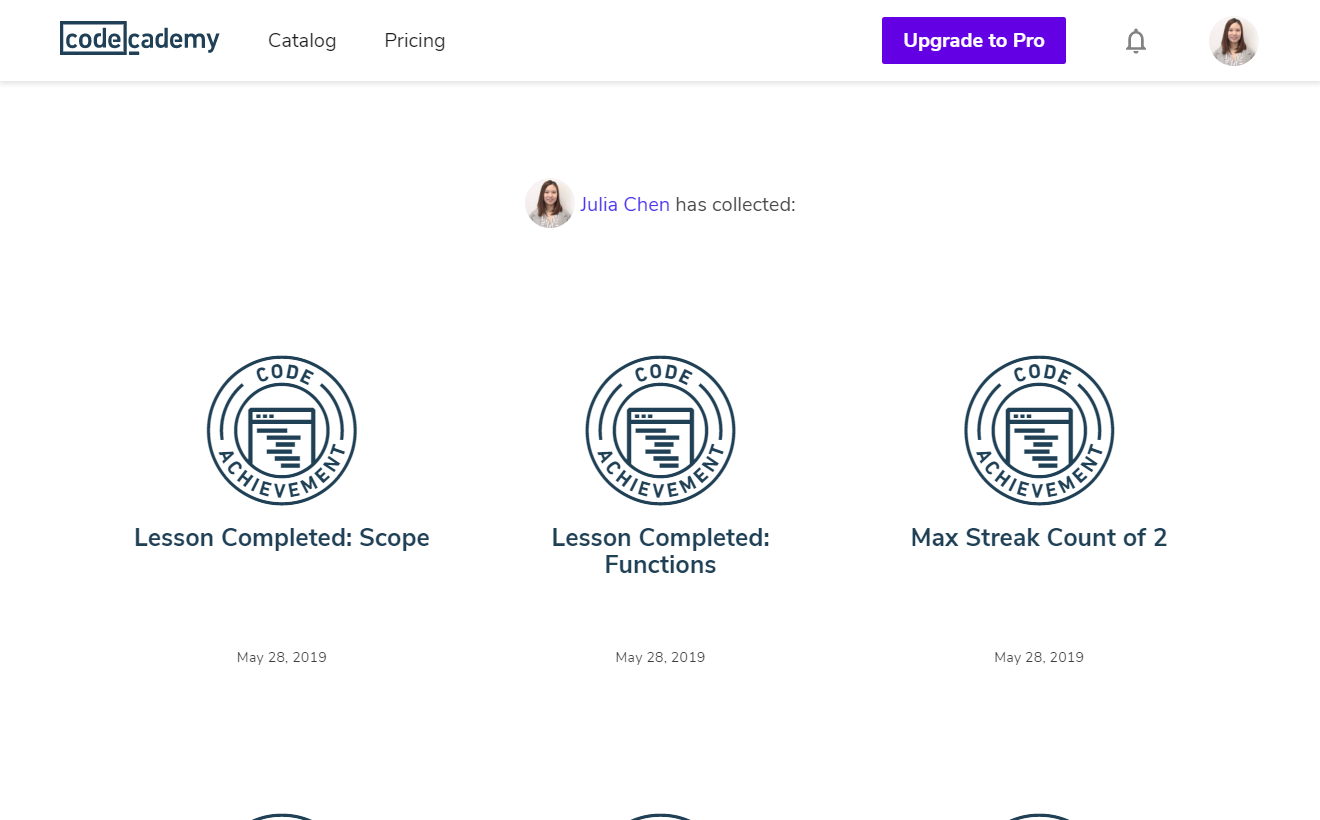 codecademy Catalog Pricing Upgrade to Pro
Julia Chen has collected:
CODE ACHIEVEMENT
CODE ACHIEVEMENT
CODE ACHIEVEMENT
Lesson Completed: Scope
Lesson Completed:
Functions
Max Streak Count of 2
May 28, 2019
May 28, 2019
May 28, 2019